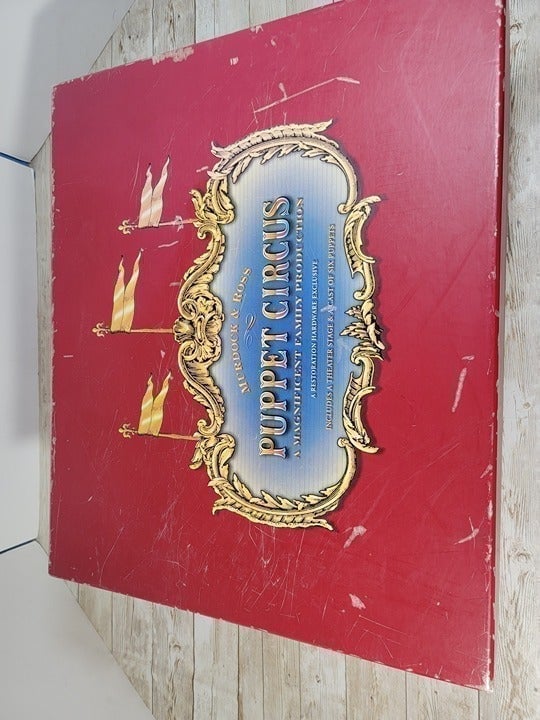 MURDOCK & ROSS
PUPPET CIRCUS
A MAGNIFICENT FAMILY PRODUCTION
A RESTORATION HARDWARE EXCLUSIVE
INCLUDES A THEATER STAGE & A CAST OF SIX PUPPETS